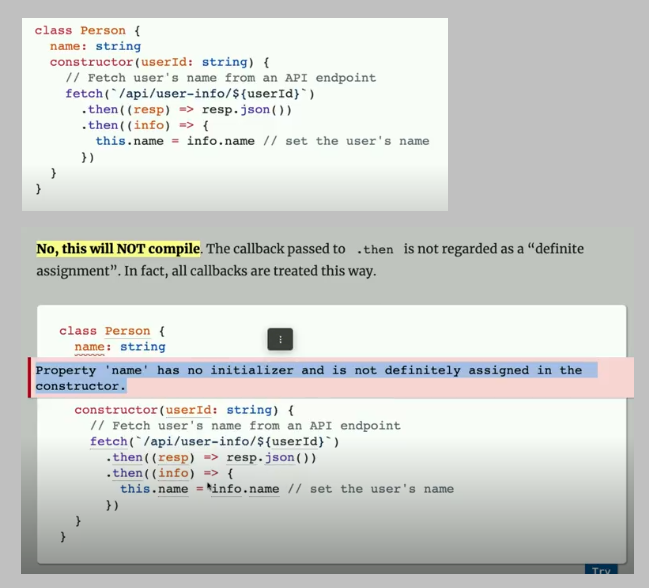 class Person {
name: string
constructor(userId: string) {
// Fetch user's name from an API endpoint
fetch(`/api/user-info/${userId}`)
.then((resp) => resp.json())
.then((info) => {
this.name = info.name // set the user's name
})
}
}
No, this will NOT compile. The callback passed to .then is not regarded as a “definite
assignment”. In fact, all callbacks are treated this way.
class Person {
name: string
Property 'name' has no initializer and is not definitely assigned in the
constructor.
constructor(userId: string) {
// Fetch user's name from an API endpoint
fetch(`/api/user-info/${userId}`)
.then((resp) => resp.json())
.then((info) => {
this.name = info.name // set the user's name
})
}
}
Try